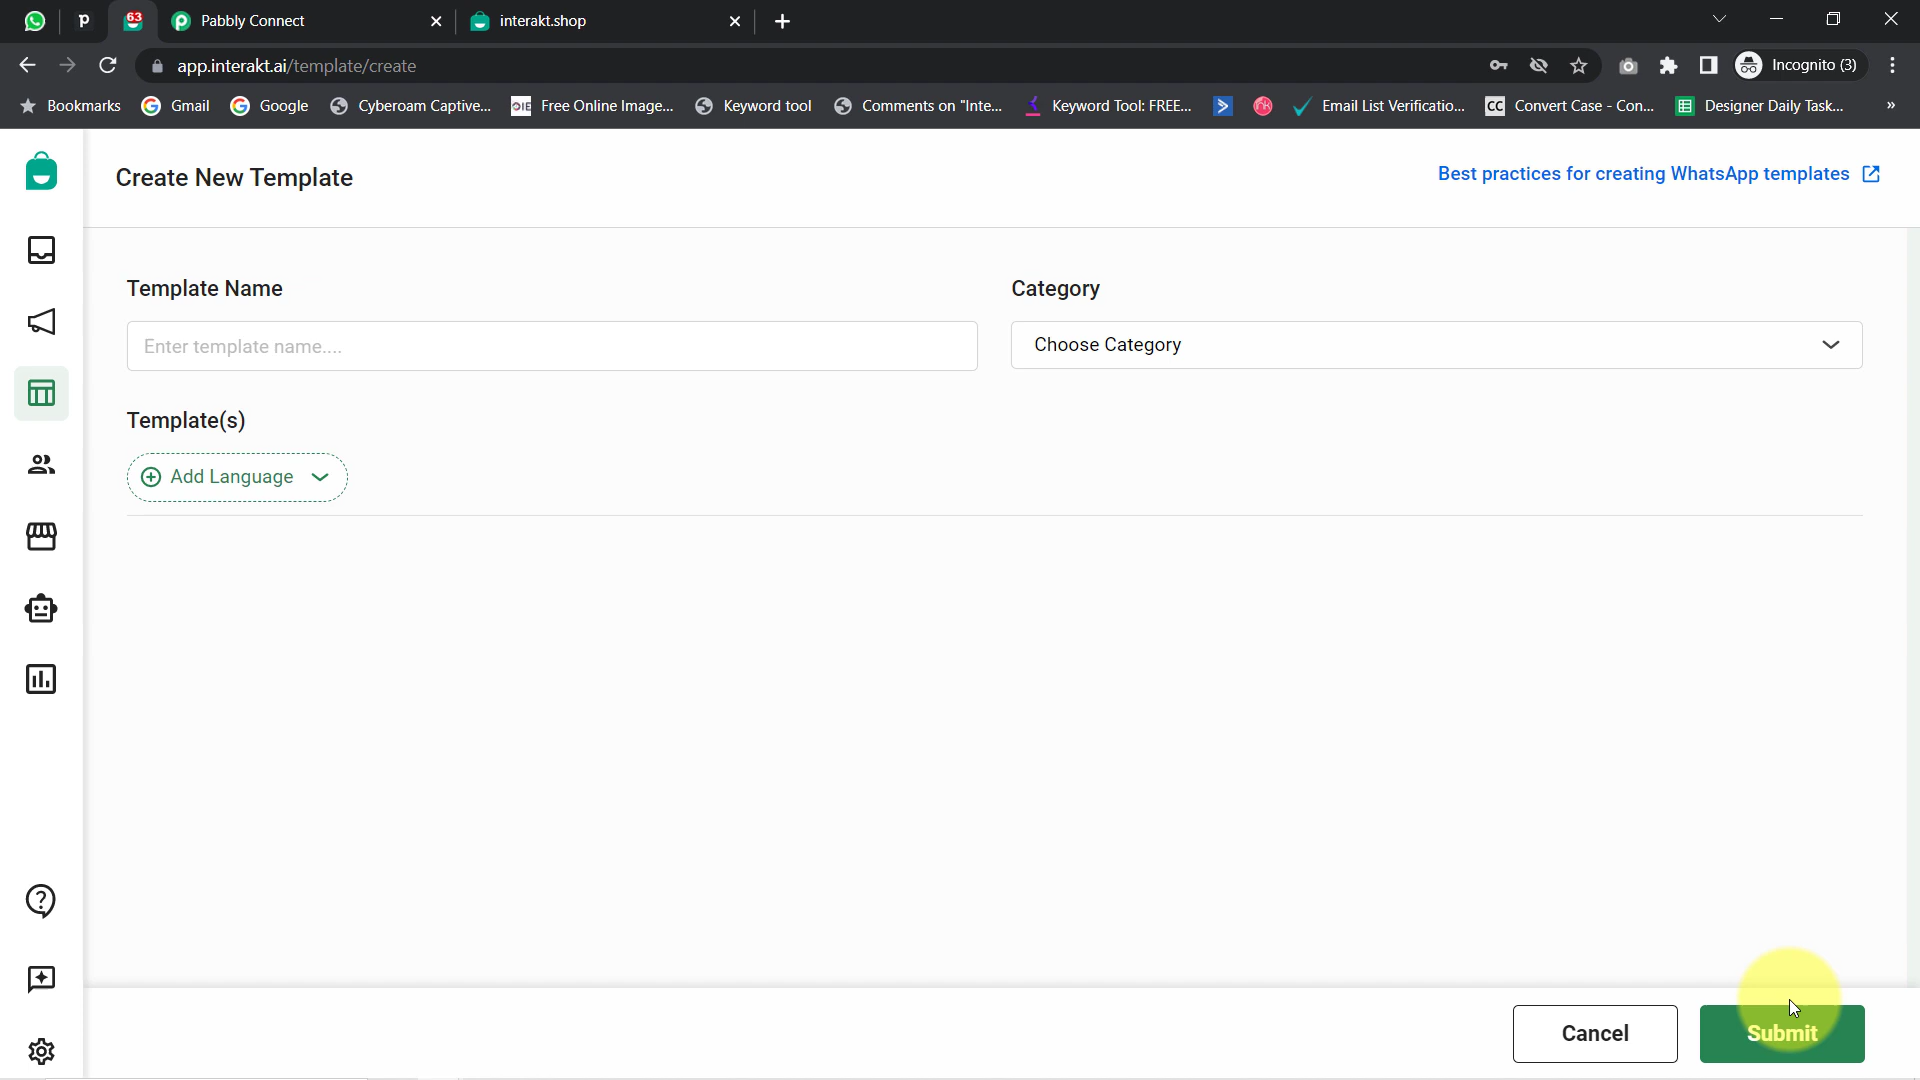 63
Pabbly Connect
interakt.shop
app.interakt.ai/template/create
Incognito (3)
Bookmarks
Gmail
Google
Cyberoam Captive...
OIE Free Online Image...
Keyword tool
Comments on "Inte...
Keyword Tool: FREE...
Email List Verificatio...
CC Convert Case - Con...
Designer Daily Task...
»
Create New Template
Best practices for creating WhatsApp templates
Template Name
Category
Enter template name....
Choose Category
Template(s)
Add Language
Cancel
Submit